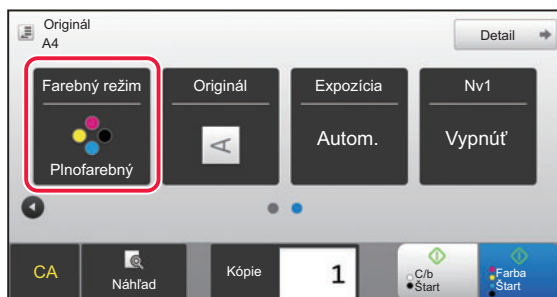 Originál
A4
Detail
Farebný režim
Plnofarebný
Originál
A
Expozícia
Autom.
Nv1
Vypnúť
CA
Náhľad
Kópie
1
C/b
Štart
Farba
Štart